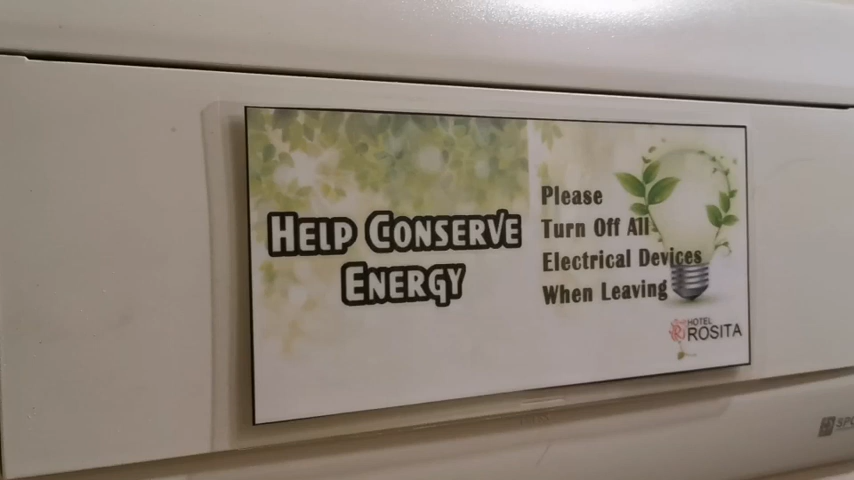 Help Conserve
Energy
Please
Turn Off All
Electrical Devices
When Leaving
HOTEL
ROSITA